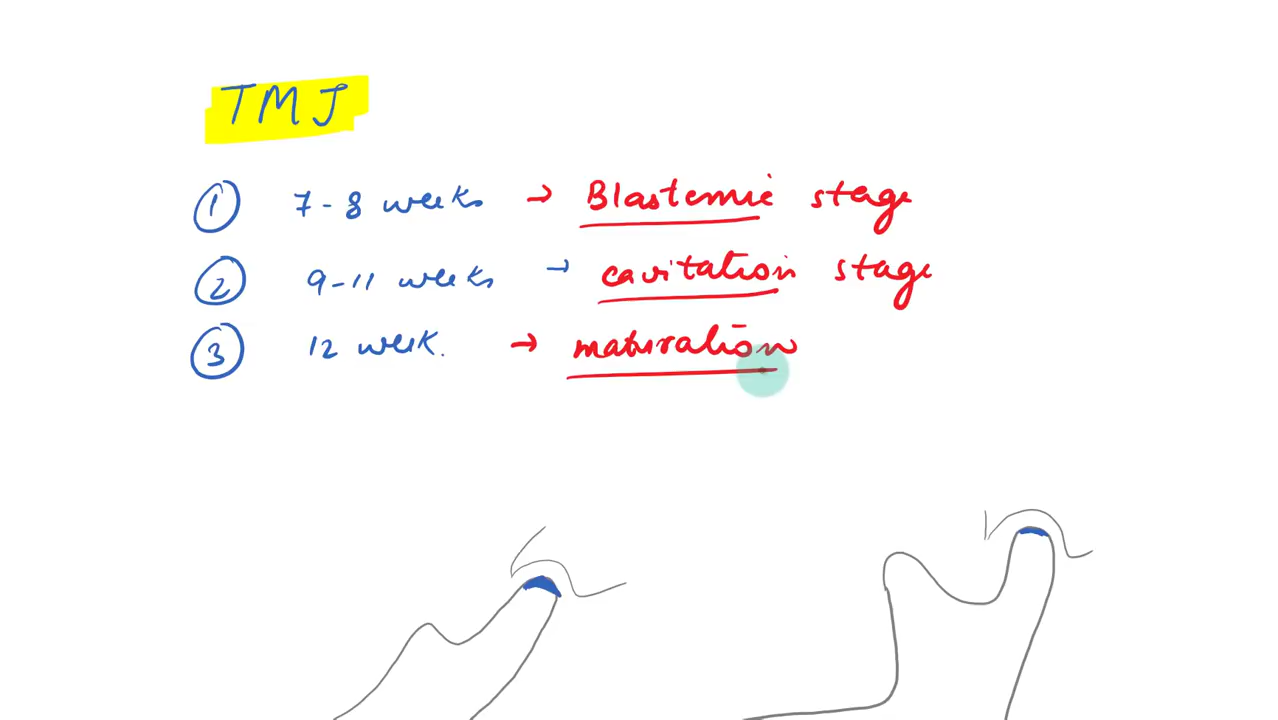 TMJ
① 7-8 weeks → Blastemic stage
② 9-11 weeks → cavitation stage
③ 12 week. → maturation